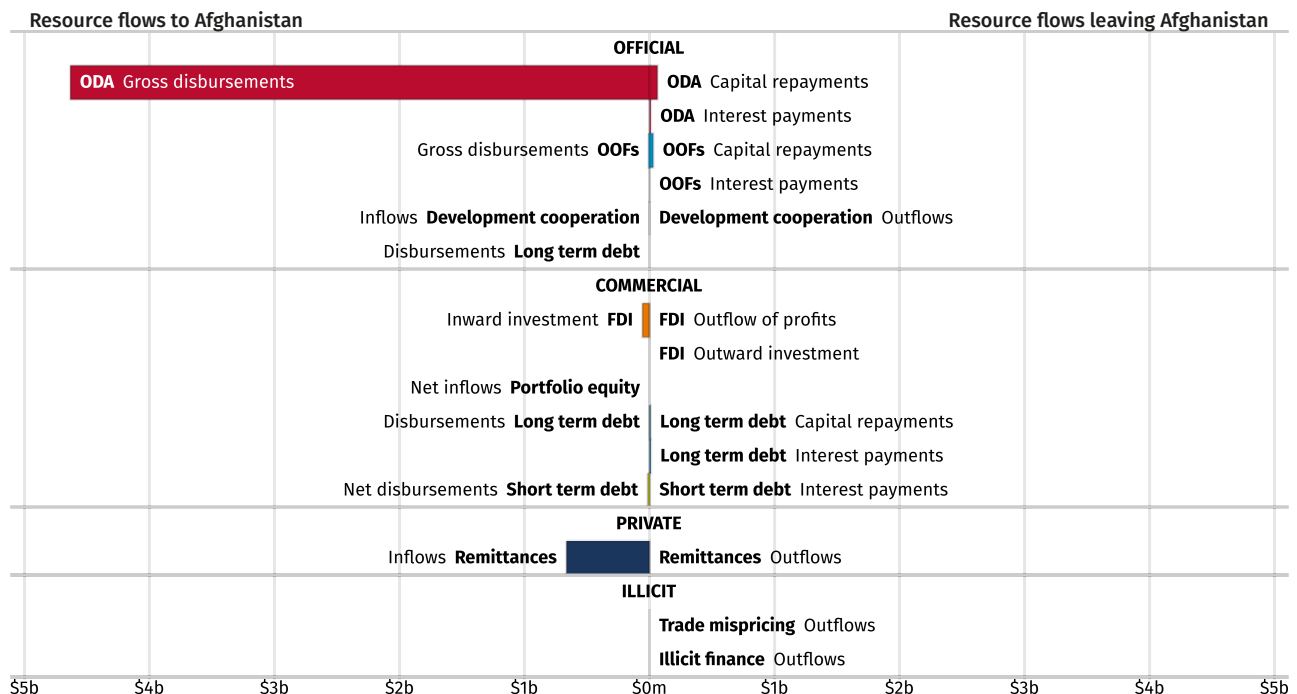 Resource flows to Afghanistan Resource flows leaving Afghanistan
OFFICIAL
ODA Gross disbursements ODA Capital repayments
ODA Interest payments
Gross disbursements OOFs OOFs Capital repayments
OOFs Interest payments
Inflows Development cooperation Development cooperation Outflows
Disbursements Long term debt
COMMERCIAL
Inward investment FDI FDI Outflow of profits
FDI Outward investment
Net inflows Portfolio equity
Disbursements Long term debt Long term debt Capital repayments
Long term debt Interest payments
Net disbursements Short term debt Short term debt Interest payments
PRIVATE
Inflows Remittances Remittances Outflows
ILLICIT
Trade mispricing Outflows
Illicit finance Outflows
$5b $4b $3b $2b $1b $0m $1b $2b $3b $4b $5b